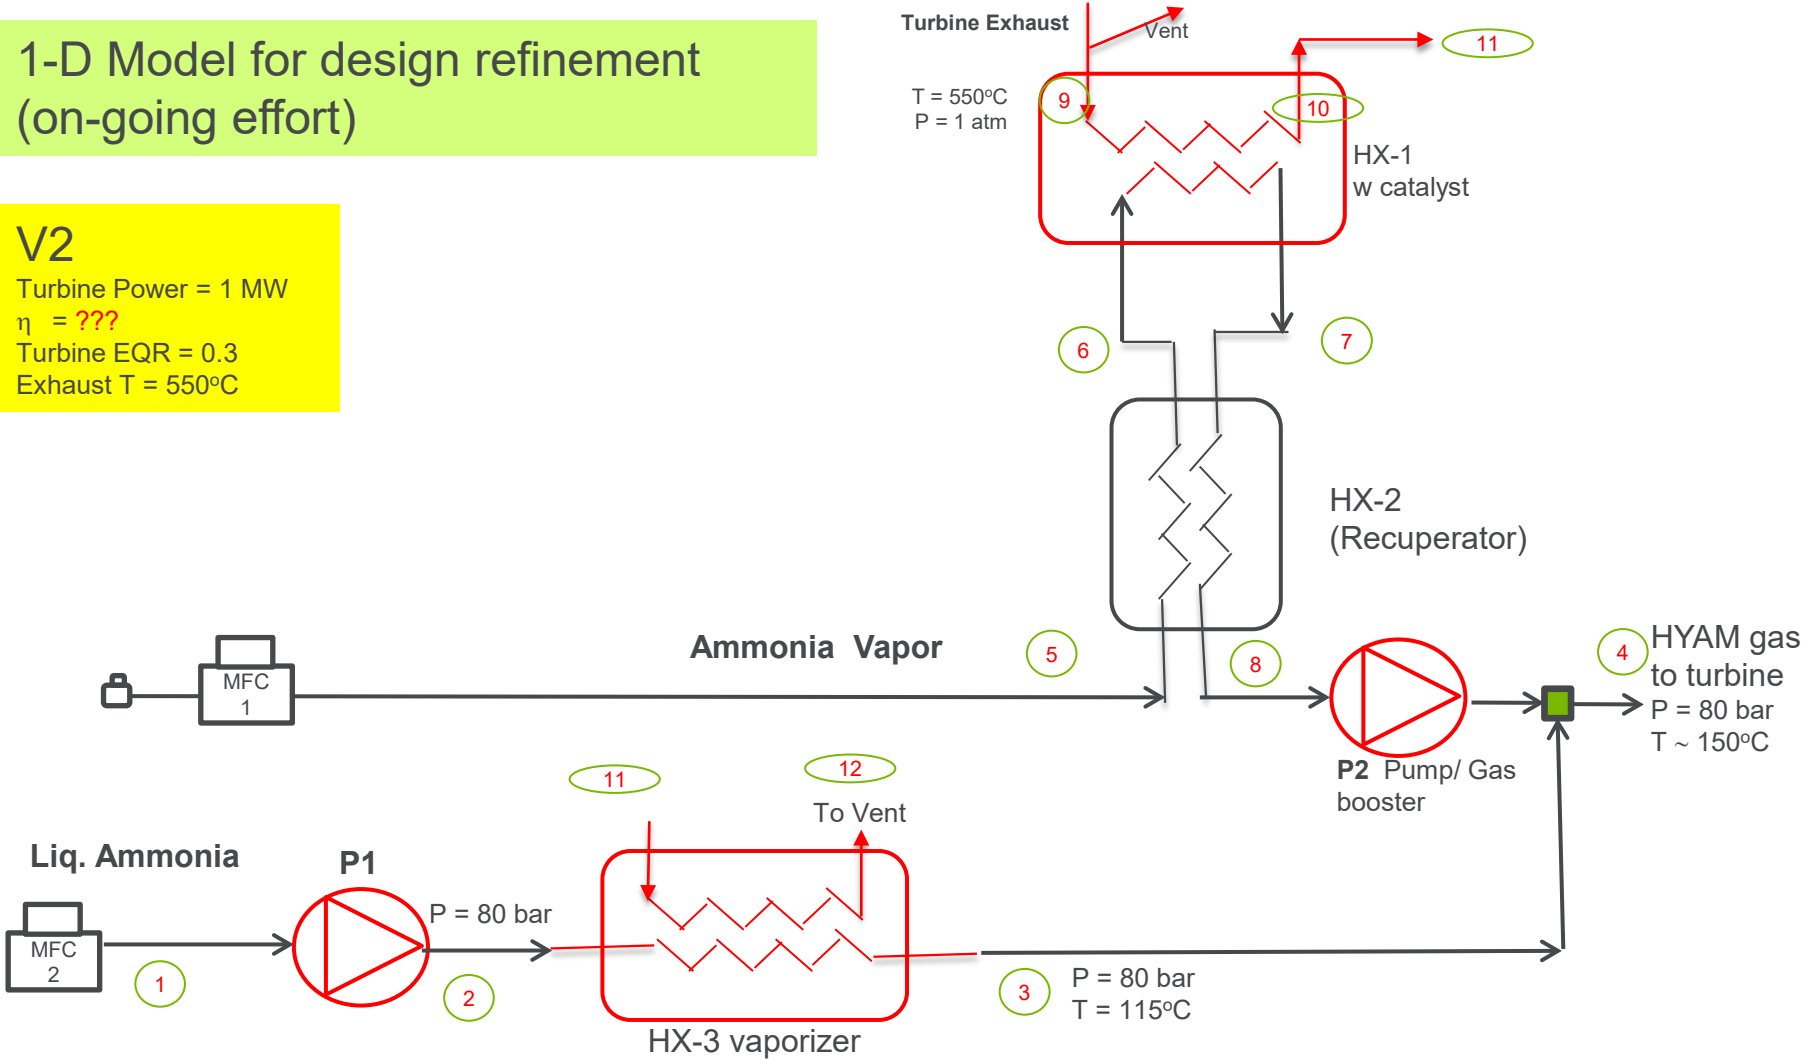 1-D Model for design refinement
(on-going effort)
V2
Turbine Power = 1 MW
η = ???
Turbine EQR = 0.3
Exhaust T = 550°C
Turbine Exhaust
Vent
T = 550°C
P = 1 atm
9
10
11
HX-1
w catalyst
6
7
HX-2
(Recuperator)
Ammonia Vapor
5
8
4
HYAM gas
to turbine
P = 80 bar
T ~ 150°C
MFC
1
P2 Pump/ Gas
booster
11
12
To Vent
Liq. Ammonia
P1
P = 80 bar
MFC
2
1
2
3
P = 80 bar
T = 115°C
HX-3 vaporizer